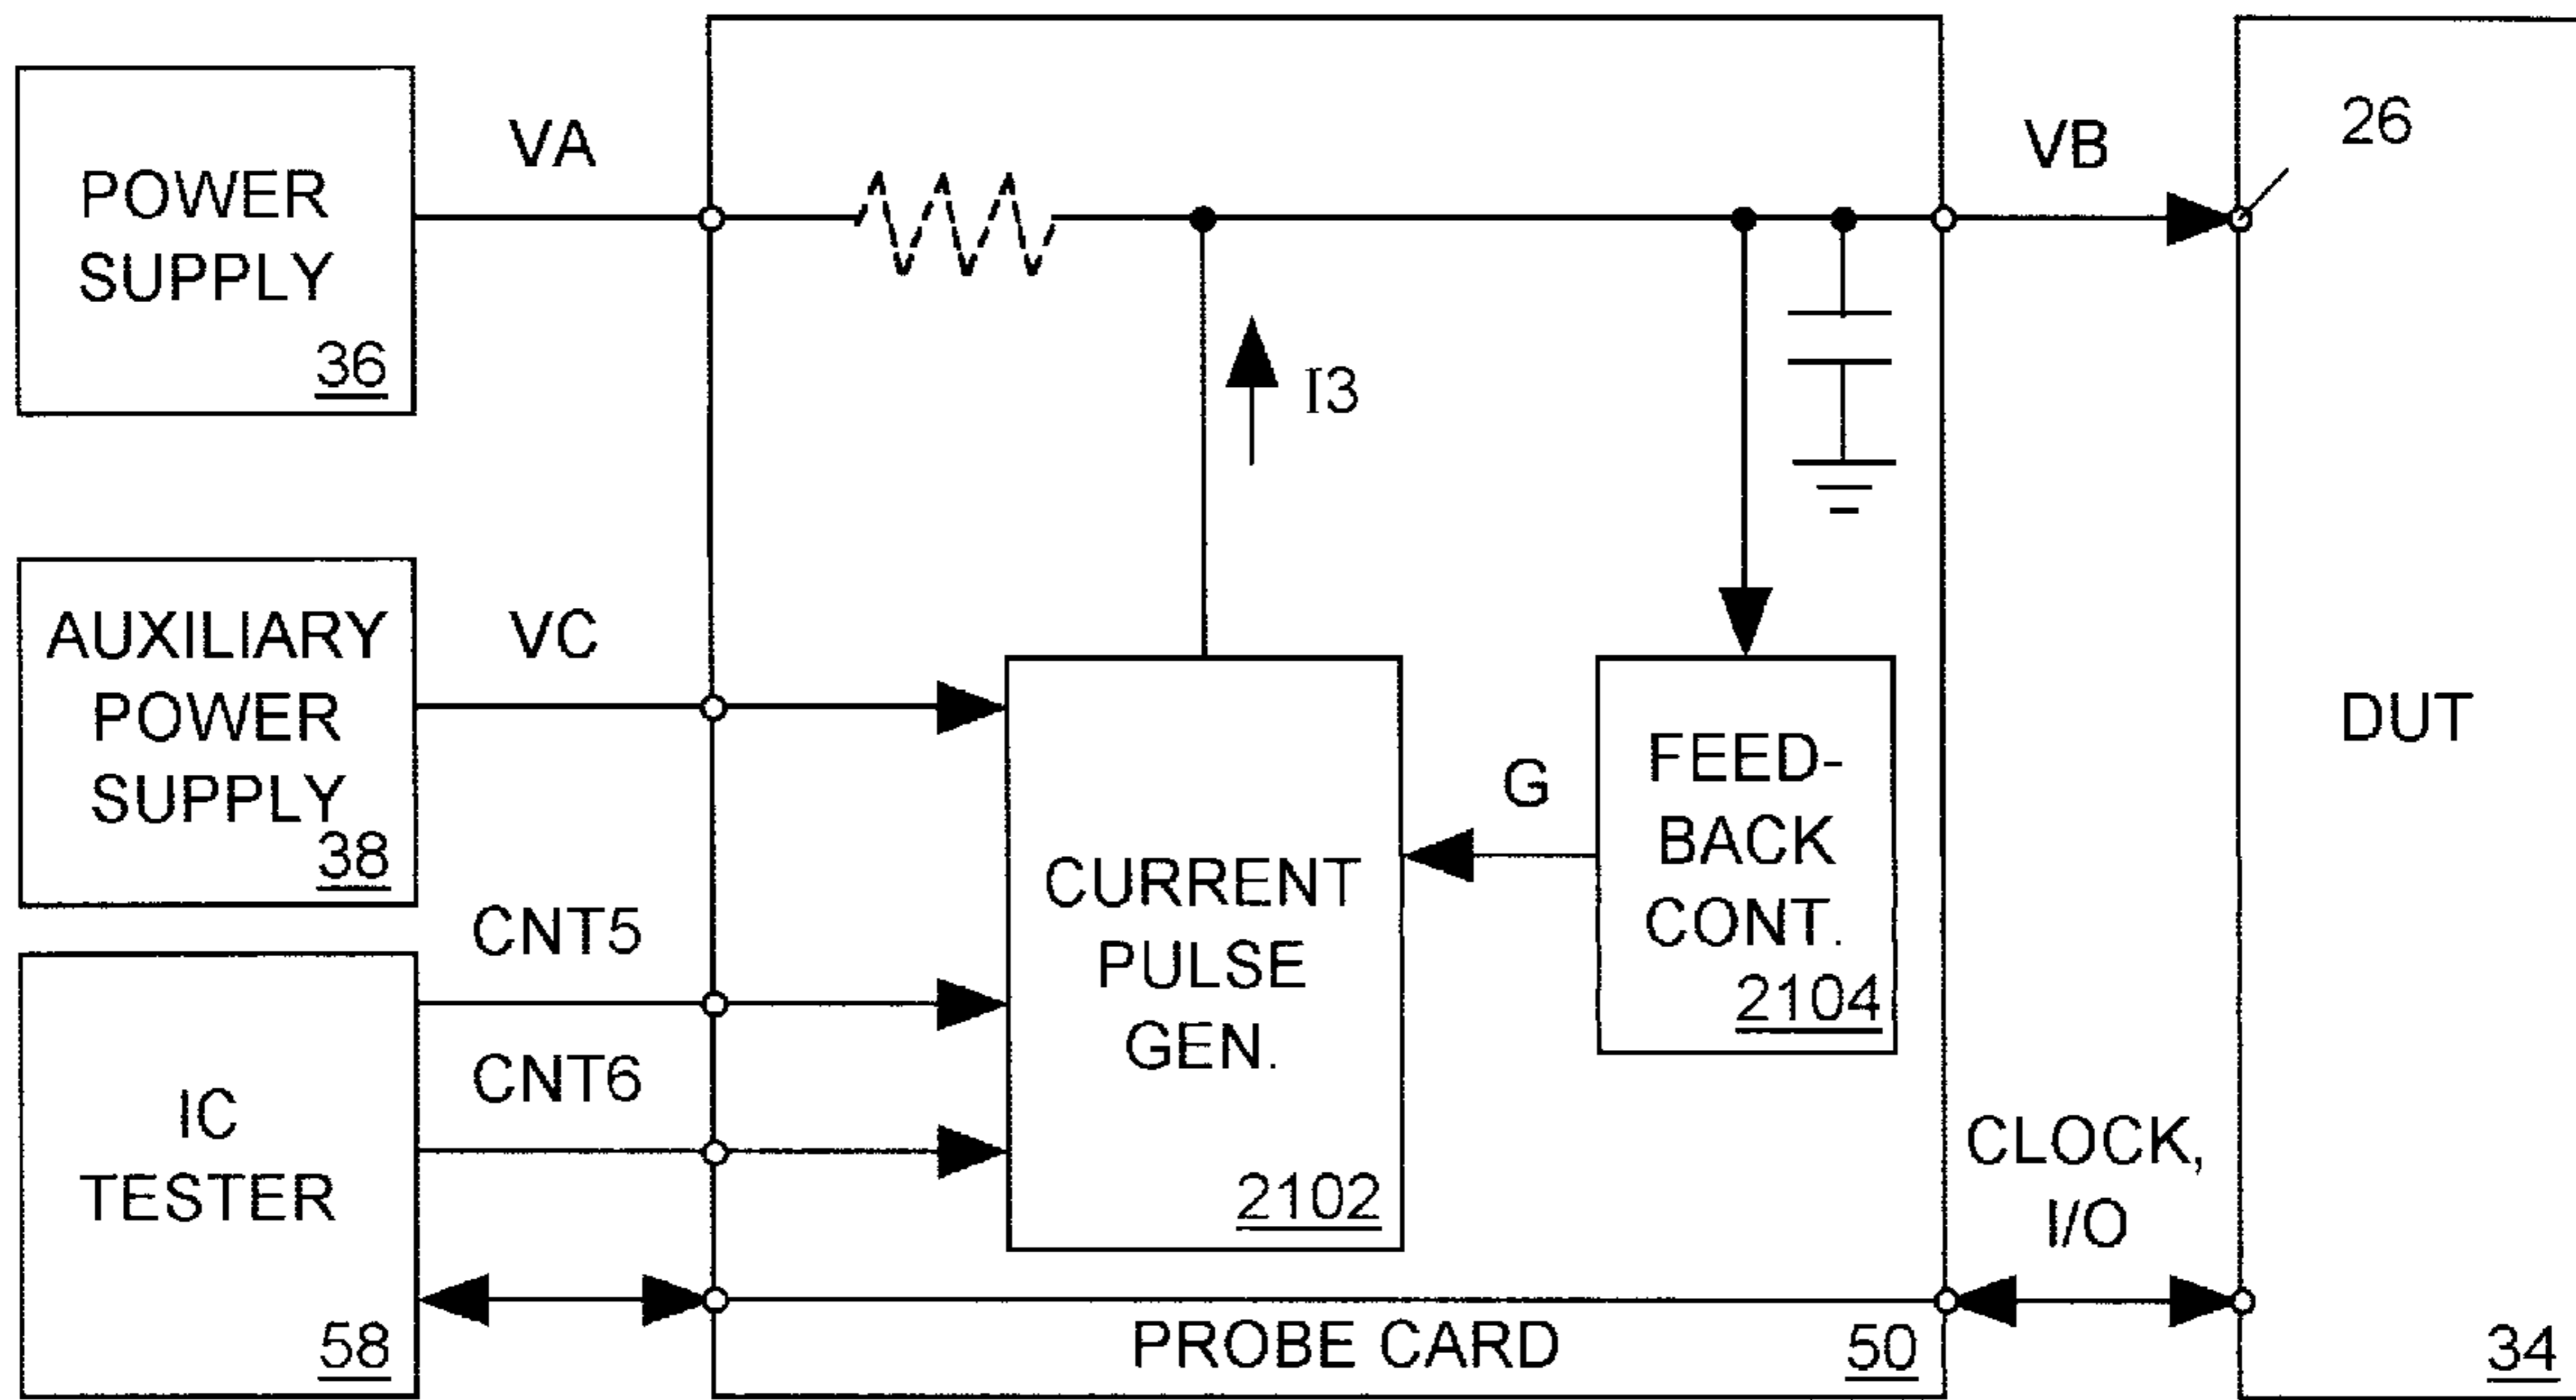 POWER
SUPPLY
36
VA
VB
26
I3
AUXILIARY
POWER
SUPPLY
38
VC
CNT5
CNT6
IC
TESTER
58
CURRENT
PULSE
GEN.
2102
G
FEED-
BACK
CONT.
2104
DUT
CLOCK,
I/O
PROBE CARD
50
34